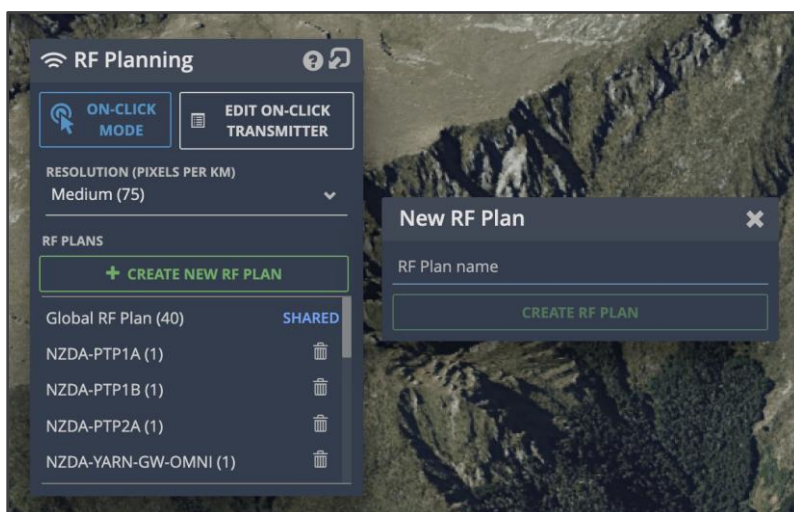 RF Planning
ON-CLICK
MODE
EDIT ON-CLICK
TRANSMITTER
RESOLUTION (PIXELS PER KM)
Medium (75)
RF PLANS
+ CREATE NEW RF PLAN
Global RF Plan (40) SHARED
NZDA-PTP1A (1)
NZDA-PTP1B (1)
NZDA-PTP2A (1)
NZDA-YARN-GW-OMNI (1)
New RF Plan
RF Plan name
CREATE RF PLAN